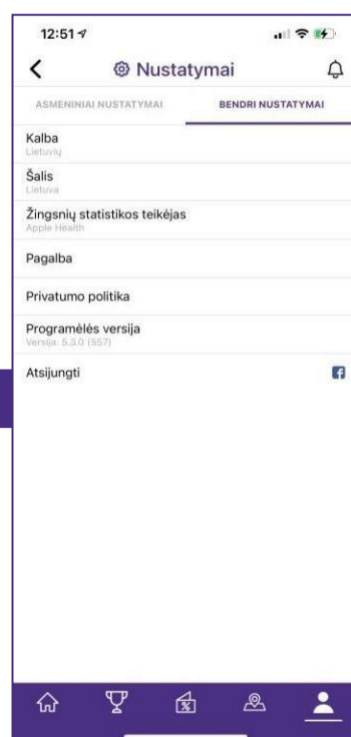 12:51
Nustatymai
ASMENINIAI NUSTATYMAI BENDRI NUSTATYMAI
Kalba
Lietuvių
Šalis
Lietuva
Žingsnių statistikos teikėjas
Apple Health
Pagalba
Privatumo politika
Programėlės versija
Versija: 5.3.0 (557)
Atsijungti